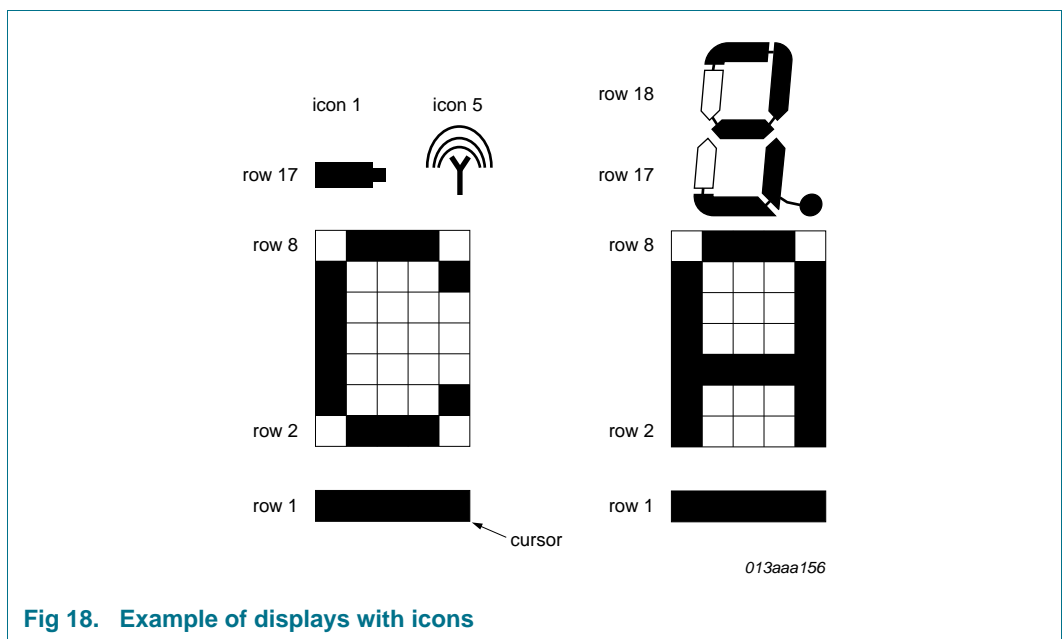 icon 1
icon 5
row 17
row 8
row 2
row 1
cursor
row 18
row 17
row 8
row 2
row 1
013aaa156
Fig 18. Example of displays with icons